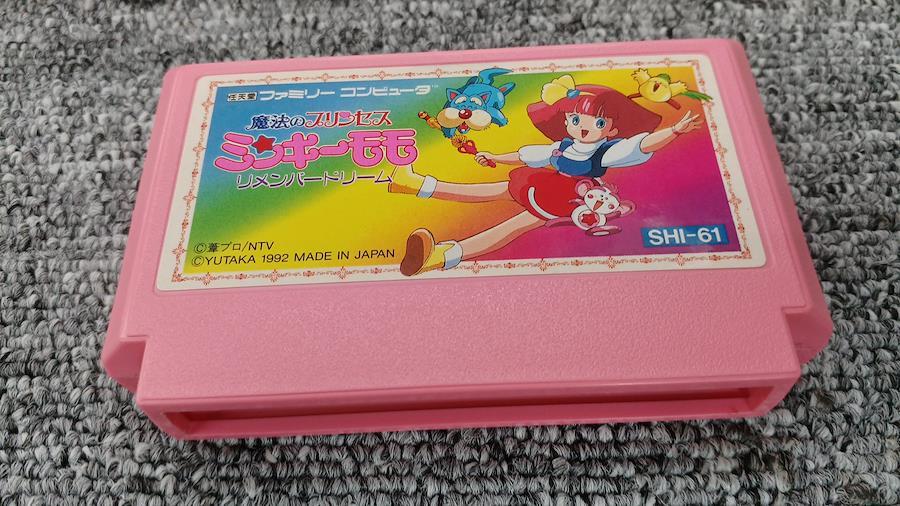 任天堂 ファミリー コンピュータ™
魔法のプリンセス
ミンキーモモ
リメンバードリーム
©葦プロ/NTV
©YUTAKA 1992 MADE IN JAPAN
SHI-61